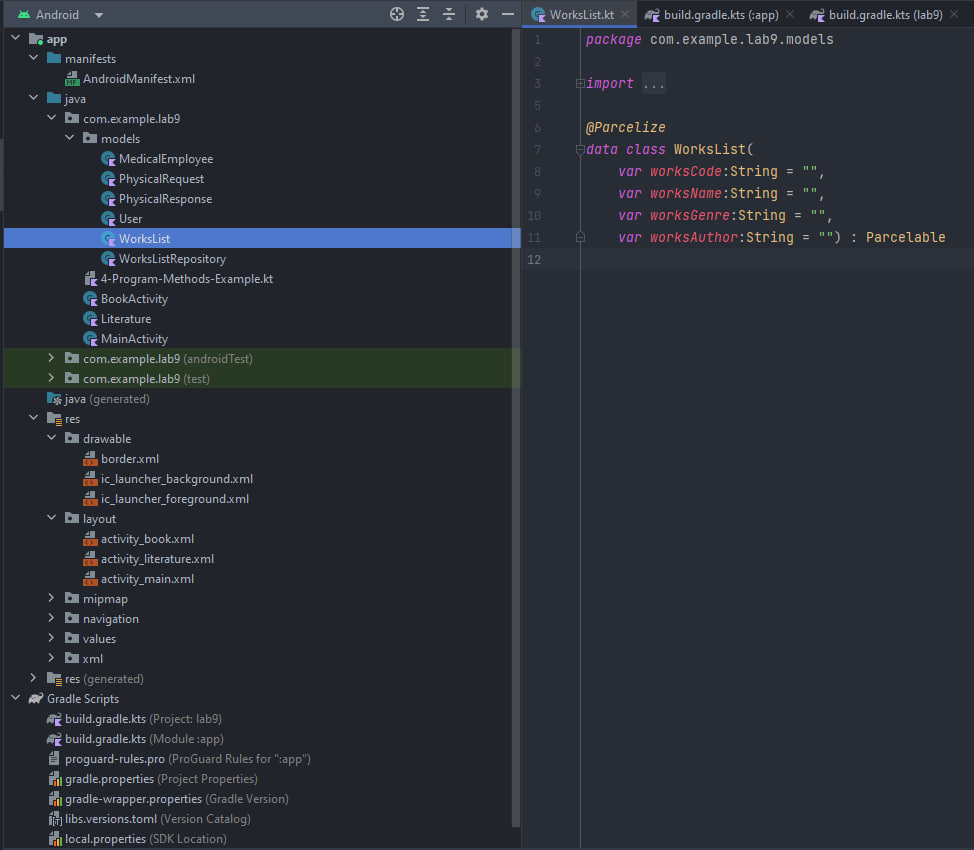 Android
WorksList.kt
build.gradle.kts (:app)
build.gradle.kts (lab9)
app
manifests
AndroidManifest.xml
java
com.example.lab9
models
MedicalEmployee
PhysicalRequest
PhysicalResponse
User
WorksList
WorksListRepository
4-Program-Methods-Example.kt
BookActivity
Literature
MainActivity
com.example.lab9 (androidTest)
com.example.lab9 (test)
java (generated)
res
drawable
border.xml
ic_launcher_background.xml
ic_launcher_foreground.xml
layout
activity_book.xml
activity_literature.xml
activity_main.xml
mipmap
navigation
values
xml
res (generated)
Gradle Scripts
build.gradle.kts (Project: lab9)
build.gradle.kts (Module :app)
proguard-rules.pro (ProGuard Rules for ":app")
gradle.properties (Project Properties)
gradle-wrapper.properties (Gradle Version)
libs.versions.toml (Version Catalog)
local.properties (SDK Location)
1 package com.example.lab9.models
2
3 import ...
5
6 @Parcelize
7 data class WorksList(
8 var worksCode:String = "",
9 var worksName:String = "",
10 var worksGenre:String = "",
11 var worksAuthor:String = "") : Parcelable
12